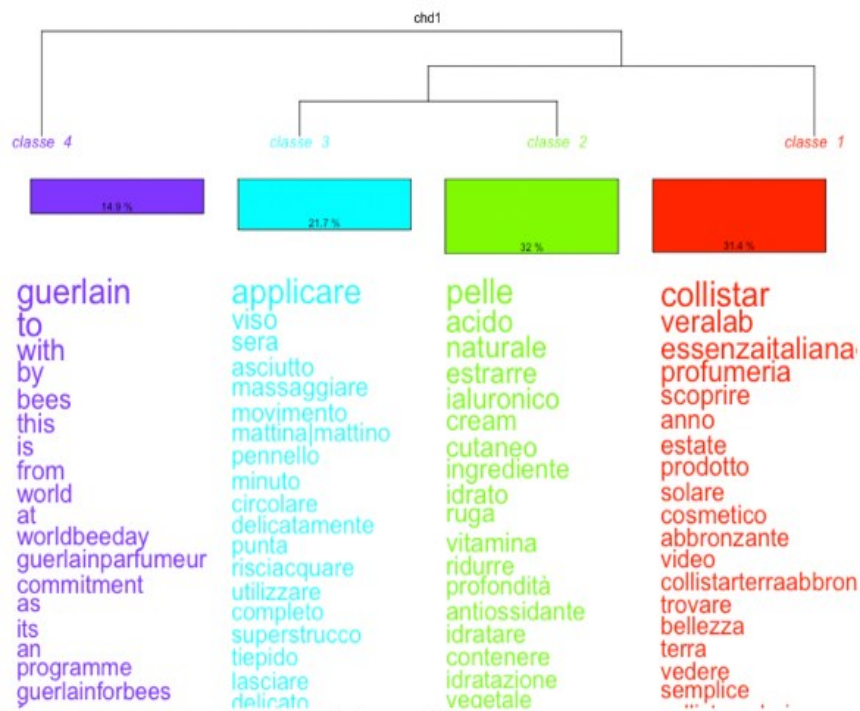 chd1
classe 4
classe 3
classe 2
classe 1
14.9 %
21.7 %
32 %
31.4 %
guerlain
to
with
by
bees
this
is
from
world
at
worldbeeday
guerlainparfumeur
commitment
as
its
an
programme
guerlainforbees
applicare
viso
sera
asciutto
massaggiare
movimento
mattina|mattino
pennello
minuto
circolare
delicatamente
punta
risciacquare
utilizzare
completo
superstrucco
tiepido
lasciare
delicato
pelle
acido
naturale
estrarre
ialuronico
cream
cutaneo
ingrediente
idrato
ruga
vitamina
ridurre
profondità
antiossidante
idratare
contenere
idratazione
vegetale
collistar
veralab
essenzaitaliana
profumeria
scoprire
anno
estate
prodotto
solare
cosmetico
abbronzante
video
collistarterraabbron
trovare
bellezza
terra
vedere
semplice